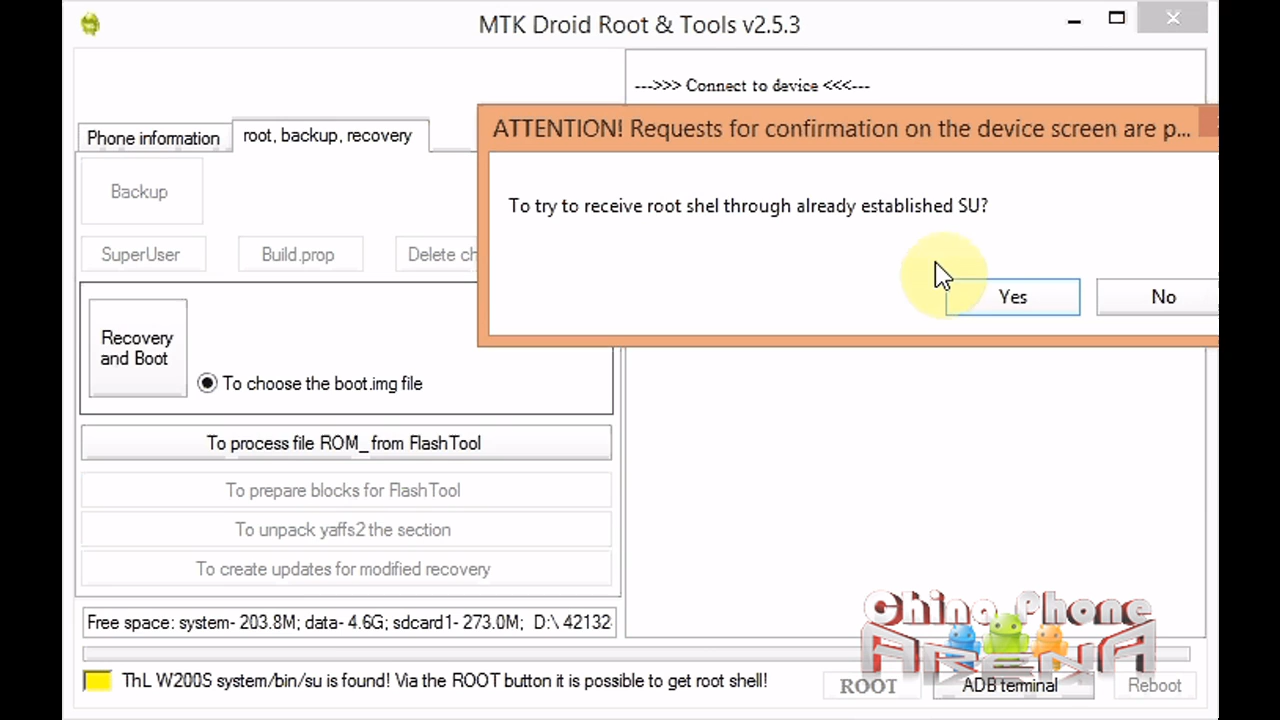 MTK Droid Root & Tools v2.5.3
--->>> Connect to device <<<---
Phone information
root, backup, recovery
ATTENTION! Requests for confirmation on the device screen are p...
Backup
To try to receive root shel through already established SU?
SuperUser
Build.prop
Delete ch
Yes
No
Recovery
and Boot
To choose the boot.img file
To process file ROM_ from FlashTool
To prepare blocks for FlashTool
To unpack yaffs2 the section
To create updates for modified recovery
Free space: system- 203.8M; data- 4.6G; sdcard1- 273.0M; D:\ 42132
China Phone
ARENA
ThL W200S system/bin/su is found! Via the ROOT button it is possible to get root shell!
ROOT
ADB terminal
Reboot